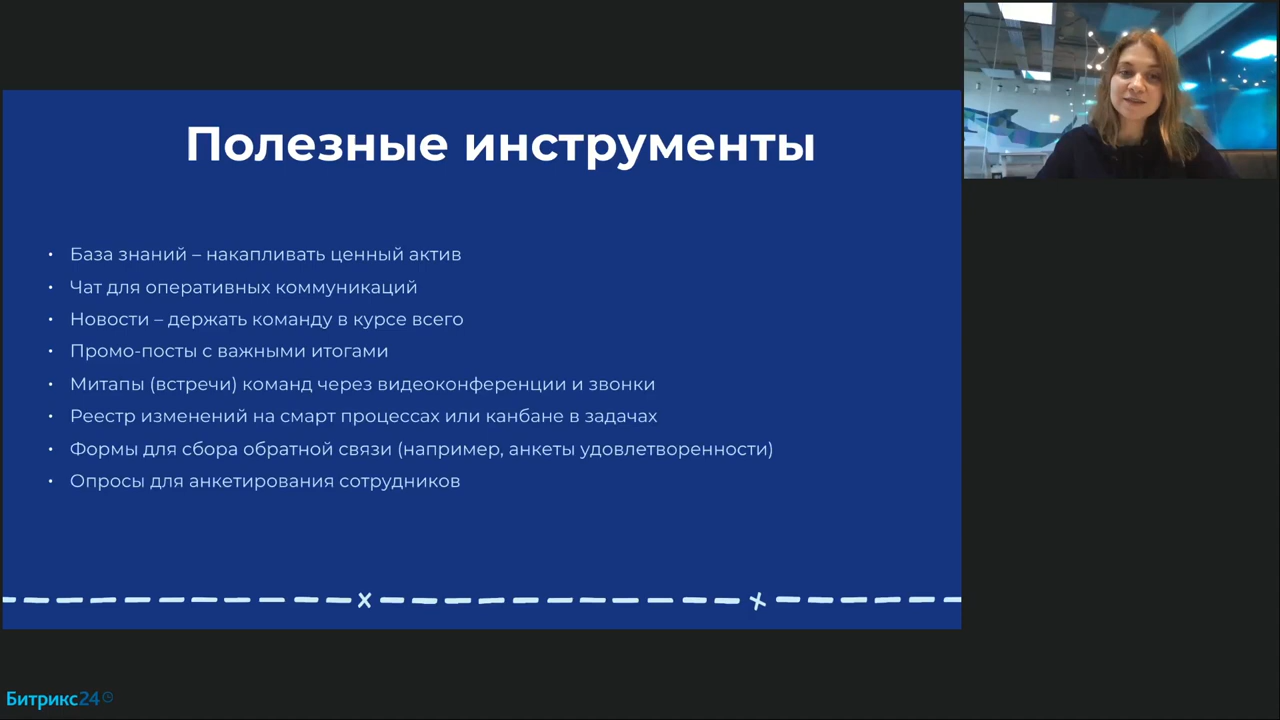 Полезные инструменты
• База знаний – накапливать ценный актив
• Чат для оперативных коммуникаций
• Новости – держать команду в курсе всего
• Промо-посты с важными итогами
• Митапы (встречи) команд через видеоконференции и звонки
• Реестр изменений на смарт процессах или канбане в задачах
• Формы для сбора обратной связи (например, анкеты удовлетворенности)
• Опросы для анкетирования сотрудников
Битрикс24